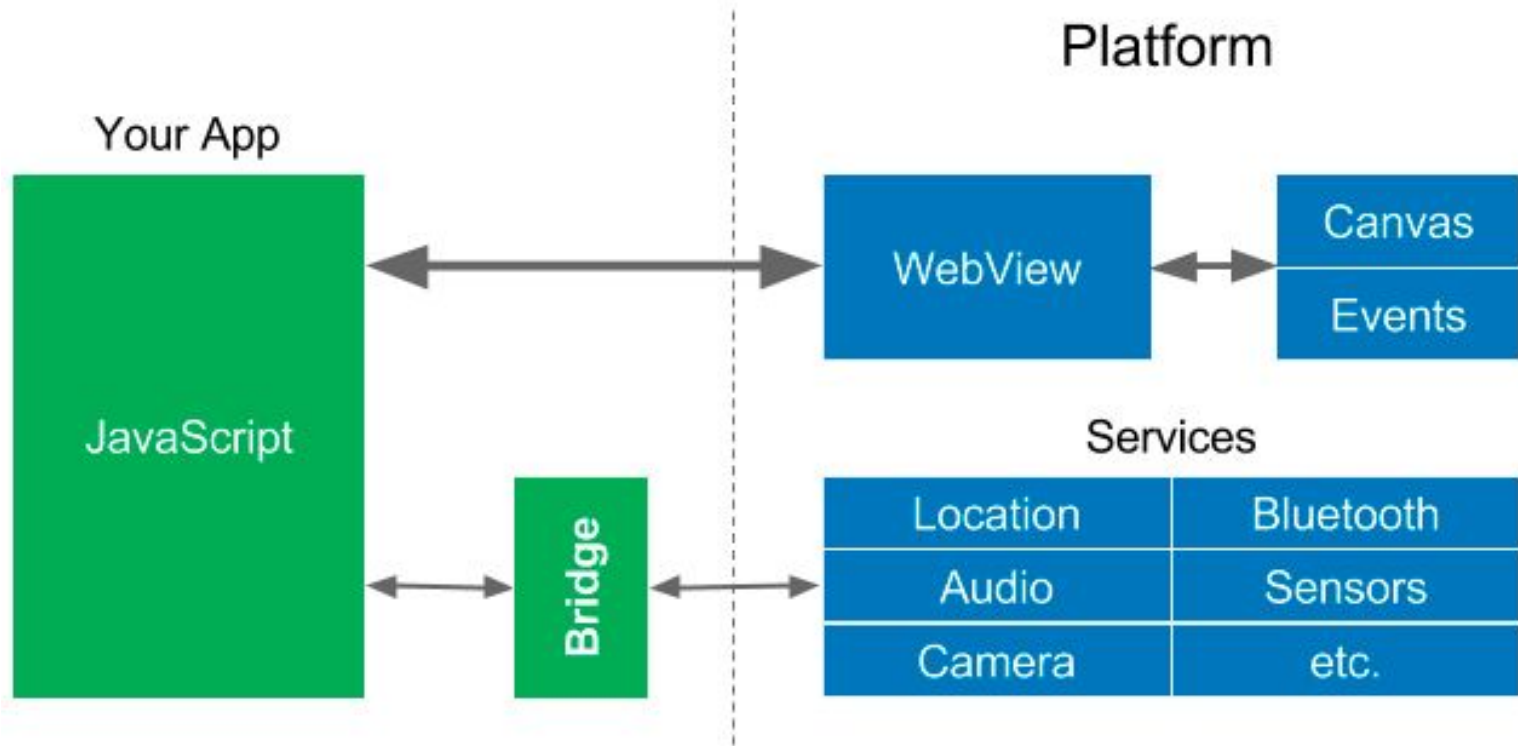 Platform
Your App
JavaScript
Bridge
WebView
Canvas
Events
Services
Location
Bluetooth
Audio
Sensors
Camera
etc.